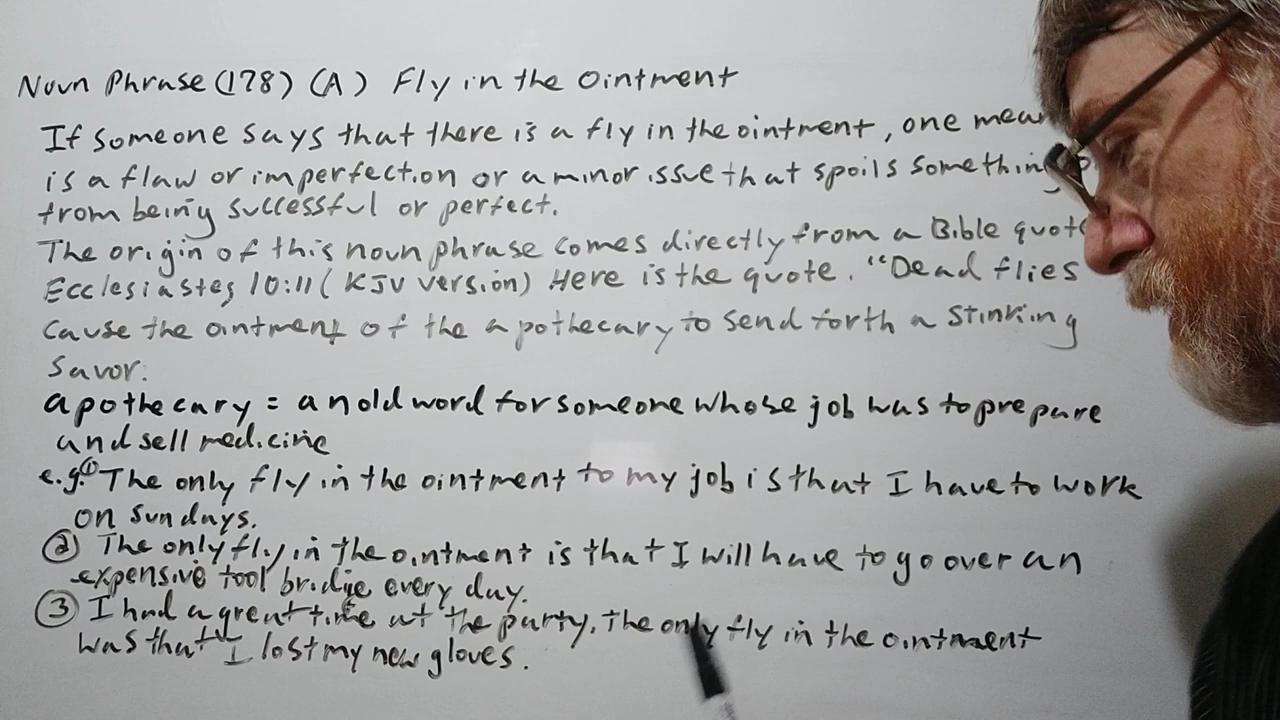 Noun Phrase (178) (A) Fly in the Ointment
If someone says that there is a fly in the ointment, one mean
is a flaw or imperfection or a minor issue that spoils something
from being successful or perfect.
The origin of this noun phrase comes directly from a Bible quote
Ecclesiastes 10:11 (KJV version) Here is the quote. "Dead flies
cause the ointment of the apothecary to send forth a stinking
savor.
apothecary = an old word for someone whose job was to prepare
and sell medicine
e.g. ① The only fly in the ointment to my job is that I have to work
on Sundays.
② The only fly in the ointment is that I will have to go over an
expensive tool bridge every day.
③ I had a great time at the party. The only fly in the ointment
was that I lost my new gloves.